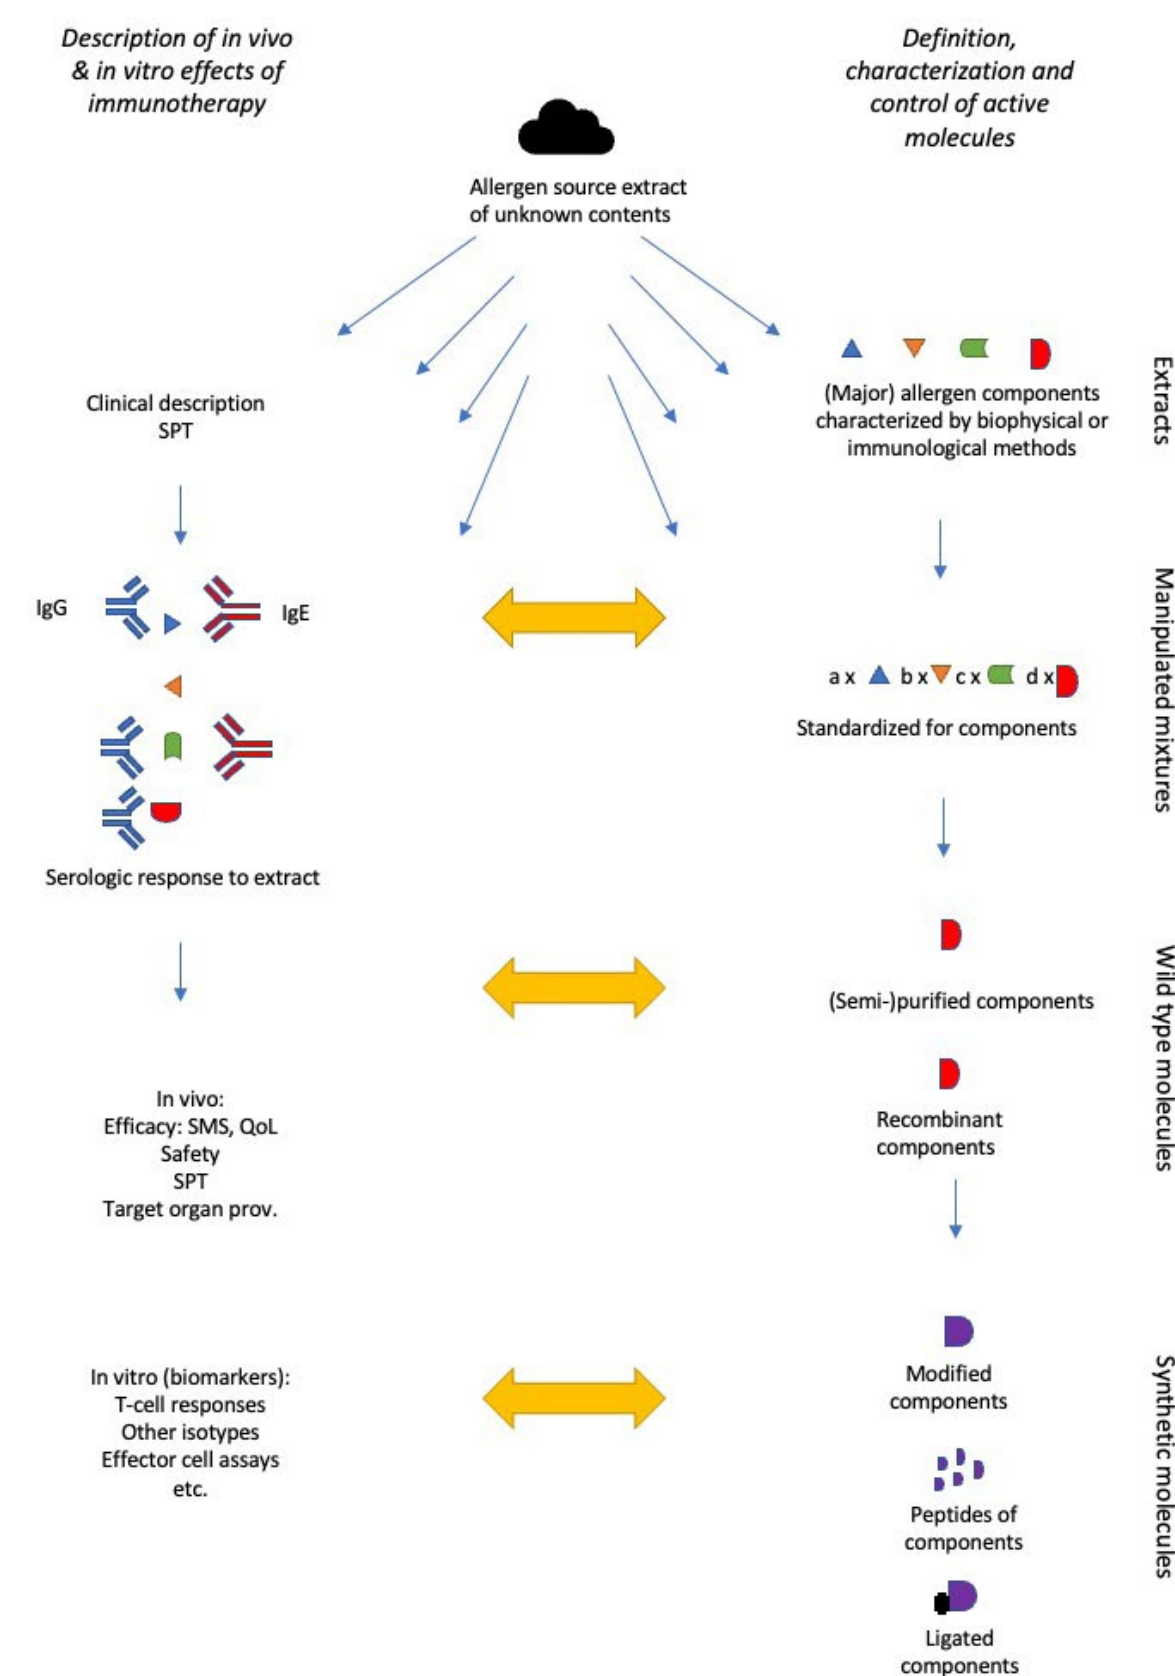 Description of in vivo
& in vitro effects of
immunotherapy
Definition,
characterization and
control of active
molecules
Allergen source extract
of unknown contents
Clinical description
SPT
IgG
IgE
Serologic response to extract
In vivo:
Efficacy: SMS, QoL
Safety
SPT
Target organ prov.
In vitro (biomarkers):
T-cell responses
Other isotypes
Effector cell assays
etc.
(Major) allergen components
characterized by biophysical or
immunological methods
a x b x c x d x
Standardized for components
(Semi-)purified components
Recombinant
components
Modified
components
Peptides of
components
Ligated
components
Extracts
Manipulated mixtures
Wild type molecules
Synthetic molecules